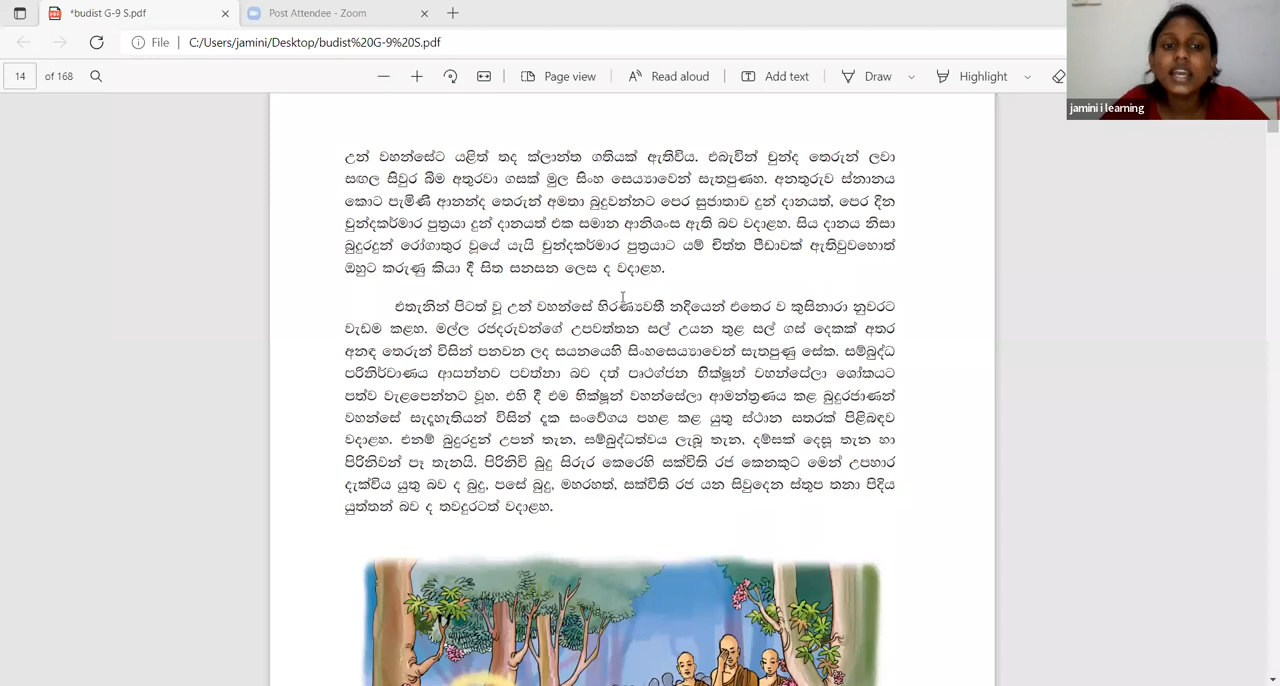 *budist G-9 S.pdf
Post Attendee - Zoom
File C:/Users/jamini/Desktop/budist%20G-9%20S.pdf
14 of 168 Page view Read aloud Add text Draw Highlight
jamini i learning
උන් වහන්සේට යළිත් තද ක්ලාන්ත ගතියක් ඇතිවිය. එබැවින් චුන්ද තෙරුන් ලවා
සඟල සිවුර බිම අතුරවා ගසක් මුල සිංහ සෙය්‍යාවෙන් සැතපුණහ. අනතුරුව ස්නානය
කොට පැමිණි ආනන්ද තෙරුන් අමතා බුදුවන්නට පෙර සුජාතාව දුන් දානයත්, පෙර දින
චුන්දකර්මාර පුත්‍රයා දුන් දානයත් එක සමාන ආනිශංස ඇති බව වදාළහ. සිය දානය නිසා
බුදුරදුන් රෝගාතුර වූයේ යැයි චුන්දකර්මාර පුත්‍රයාට යම් චිත්ත පීඩාවක් ඇතිවුවහොත්
ඔහුට කරුණු කියා දී සිත සනසන ලෙස ද වදාළහ.
එතැනින් පිටත් වූ උන් වහන්සේ හිරණ්‍යවතී නදියෙන් එතෙර ව කුසිනාරා නුවරට
වැඩම කළහ. මල්ල රජදරුවන්ගේ උපවත්තන සල් උයන තුළ සල් ගස් දෙකක් අතර
අනඳ තෙරුන් විසින් පනවන ලද සයනයෙහි සිංහසෙය්‍යාවෙන් සැතපුණු සේක. සම්බුද්ධ
පරිනිර්වාණය ආසන්නව පවත්නා බව දත් පෘථග්ජන භික්ෂූන් වහන්සේලා ශෝකයට
පත්ව වැළපෙන්නට වූහ. එහි දී එම භික්ෂූන් වහන්සේලා ආමන්ත්‍රණය කළ බුදුරජාණන්
වහන්සේ සැදැහැතියන් විසින් දැක සංවේගය පහළ කළ යුතු ස්ථාන සතරක් පිළිබඳව
වදාළහ. එනම් බුදුරදුන් උපන් තැන, සම්බුද්ධත්වය ලැබූ තැන, දම්සක් දෙසූ තැන හා
පිරිනිවන් පෑ තැනයි. පිරිනිවි බුදු සිරුර කෙරෙහි සක්විති රජ කෙනකුට මෙන් උපහාර
දැක්විය යුතු බව ද බුදු, පසේ බුදු, මහරහත්, සක්විති රජ යන සිවුදෙන ස්තූප තනා පිදිය
යුත්තන් බව ද තවදුරටත් වදාළහ.